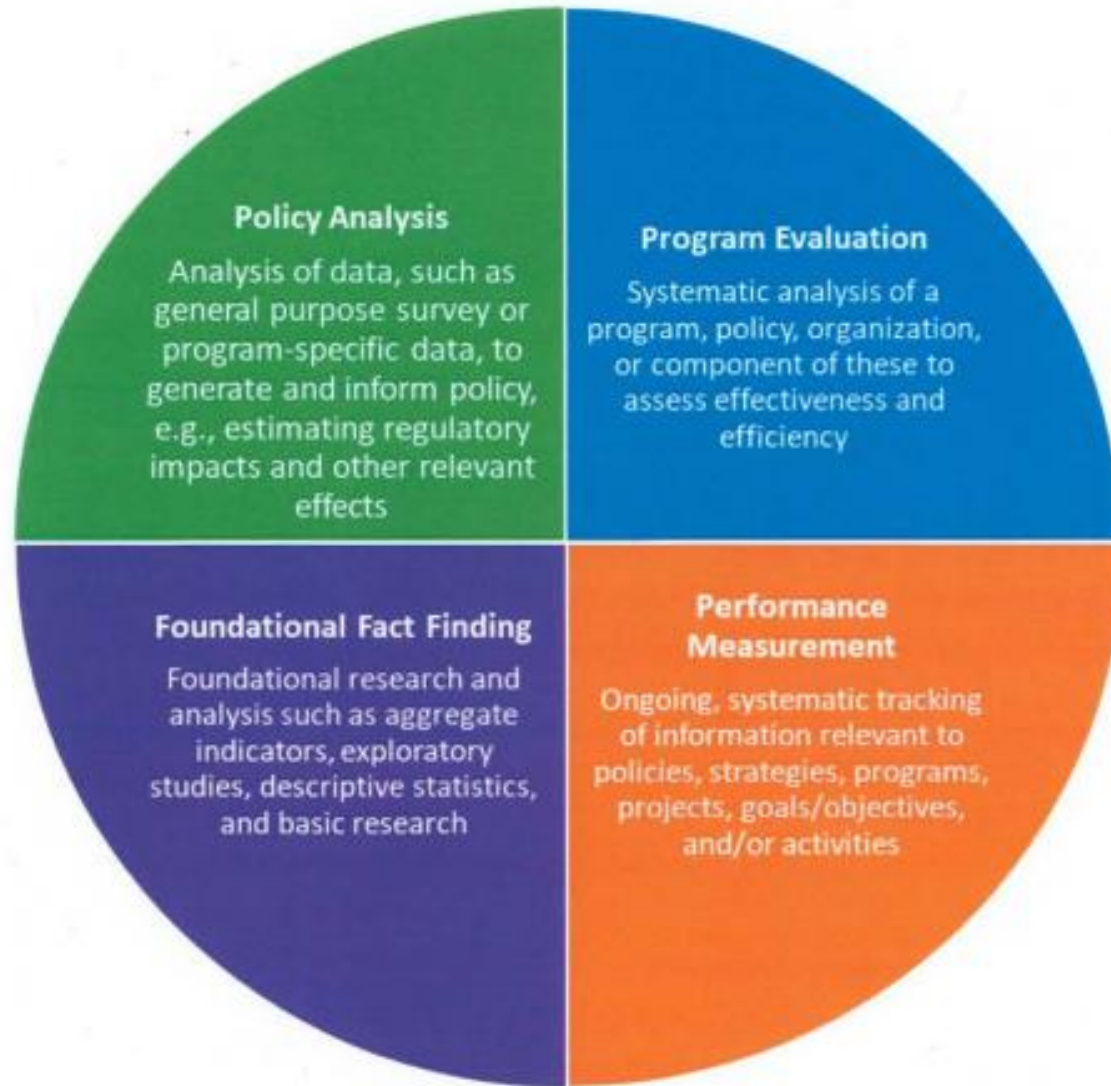 Policy Analysis
Analysis of data, such as
general purpose survey or
program-specific data, to
generate and inform policy,
e.g., estimating regulatory
impacts and other relevant
effects
Program Evaluation
Systematic analysis of a
program, policy, organization,
or component of these to
assess effectiveness and
efficiency
Foundational Fact Finding
Foundational research and
analysis such as aggregate
indicators, exploratory
studies, descriptive statistics,
and basic research
Performance
Measurement
Ongoing, systematic tracking
of information relevant to
policies, strategies, programs,
projects, goals/objectives,
and/or activities